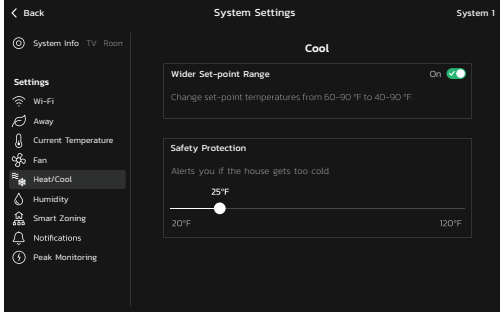 Back
System Settings
System 1
System Info TV Room
Cool
Settings
Wider Set-point Range
On
Change set-point temperatures from 60-90 °F to 40-90 °F.
Wi-Fi
Away
Current Temperature
Fan
Heat/Cool
Humidity
Smart Zoning
Notifications
Peak Monitoring
Safety Protection
Alerts you if the house gets too cold.
25°F
20°F
120°F